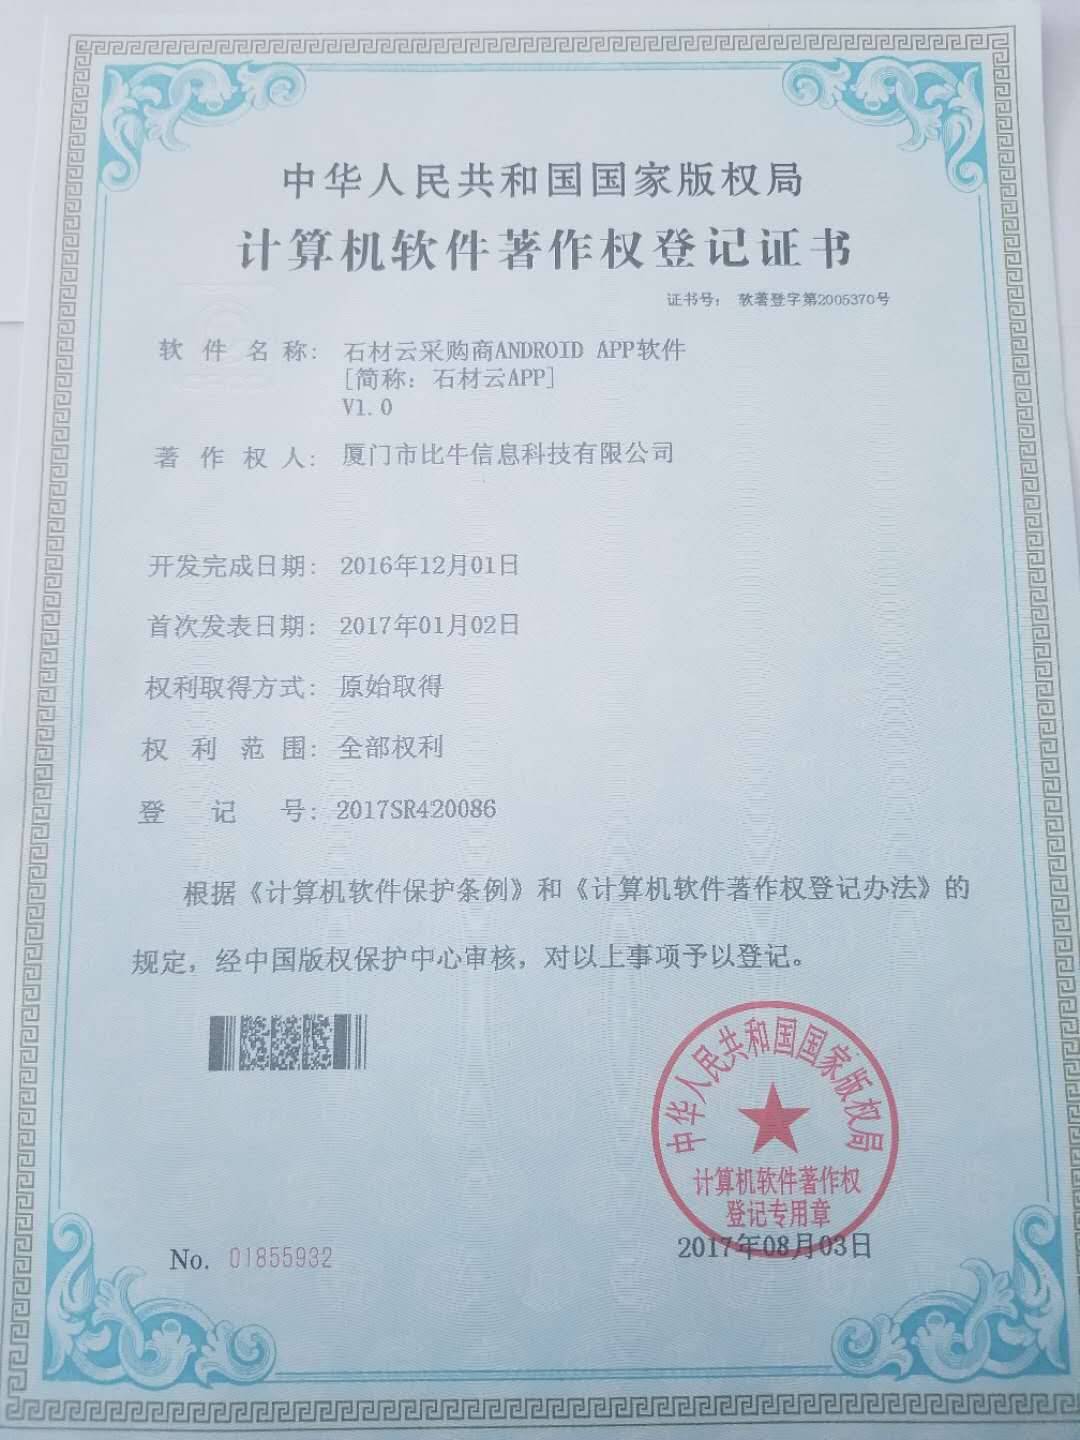 中华人民共和国国家版权局
计算机软件著作权登记证书
证书号： 软著登字第2005370号
软件名称： 石材云采购商ANDROID APP软件
[简称：石材云APP]
V1.0
著作权人： 厦门市比牛信息科技有限公司
开发完成日期： 2016年12月01日
首次发表日期： 2017年01月02日
权利取得方式： 原始取得
权利范围： 全部权利
登记号： 2017SR420086
根据《计算机软件保护条例》和《计算机软件著作权登记办法》的
规定，经中国版权保护中心审核，对以上事项予以登记。
中华人民共和国国家版权局
计算机软件著作权
登记专用章
2017年08月03日
No. 01855932